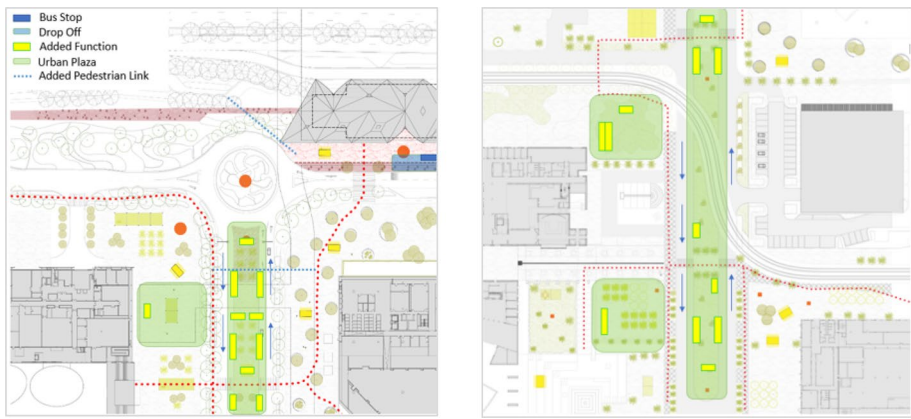 Bus Stop
Drop Off
Added Function
Urban Plaza
Added Pedestrian Link